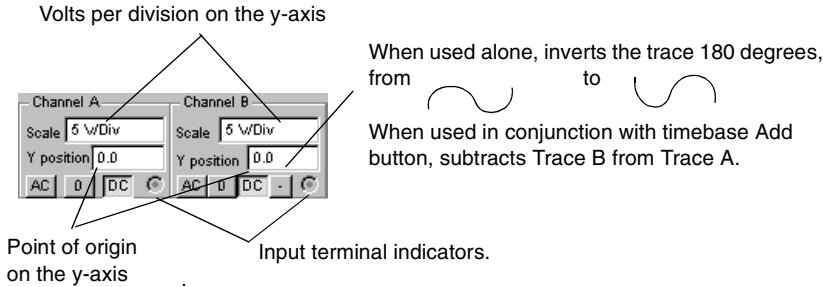 Volts per division on the y-axis
When used alone, inverts the trace 180 degrees,
from to
When used in conjunction with timebase Add
button, subtracts Trace B from Trace A.
Channel A Channel B
Scale 5 V/Div Scale 5 V/Div
Y position 0.0 Y position 0.0
AC 0 DC AC 0 DC -
Point of origin
on the y-axis
Input terminal indicators.